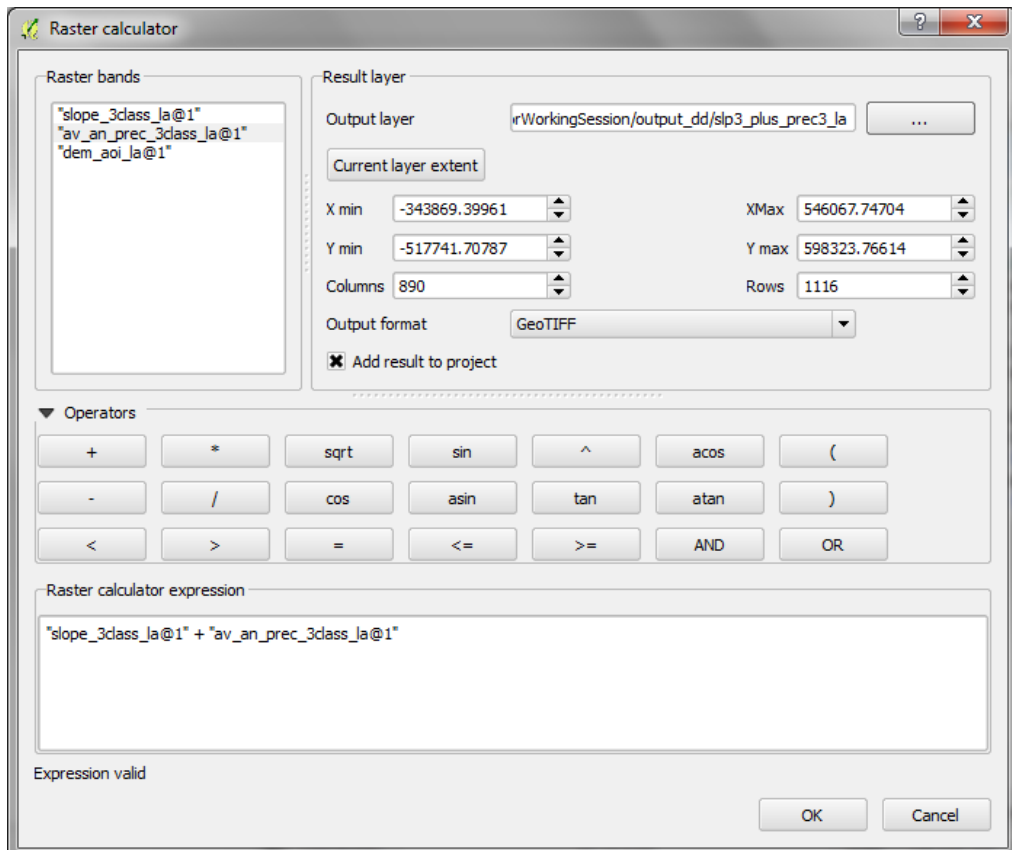 Raster calculator
?
X
Raster bands
"slope_3class_la@1"
"av_an_prec_3class_la@1"
"dem_aoi_la@1"
Result layer
Output layer rWorkingSession/output_dd/slp3_plus_prec3_la ...
Current layer extent
X min -343869.39961 XMax 546067.74704
Y min -517741.70787 Y max 598323.76614
Columns 890 Rows 1116
Output format GeoTIFF
Add result to project
Operators
+ * sqrt sin ^ acos (
- / cos asin tan atan )
< > = <= >= AND OR
Raster calculator expression
"slope_3class_la@1" + "av_an_prec_3class_la@1"
Expression valid
OK Cancel